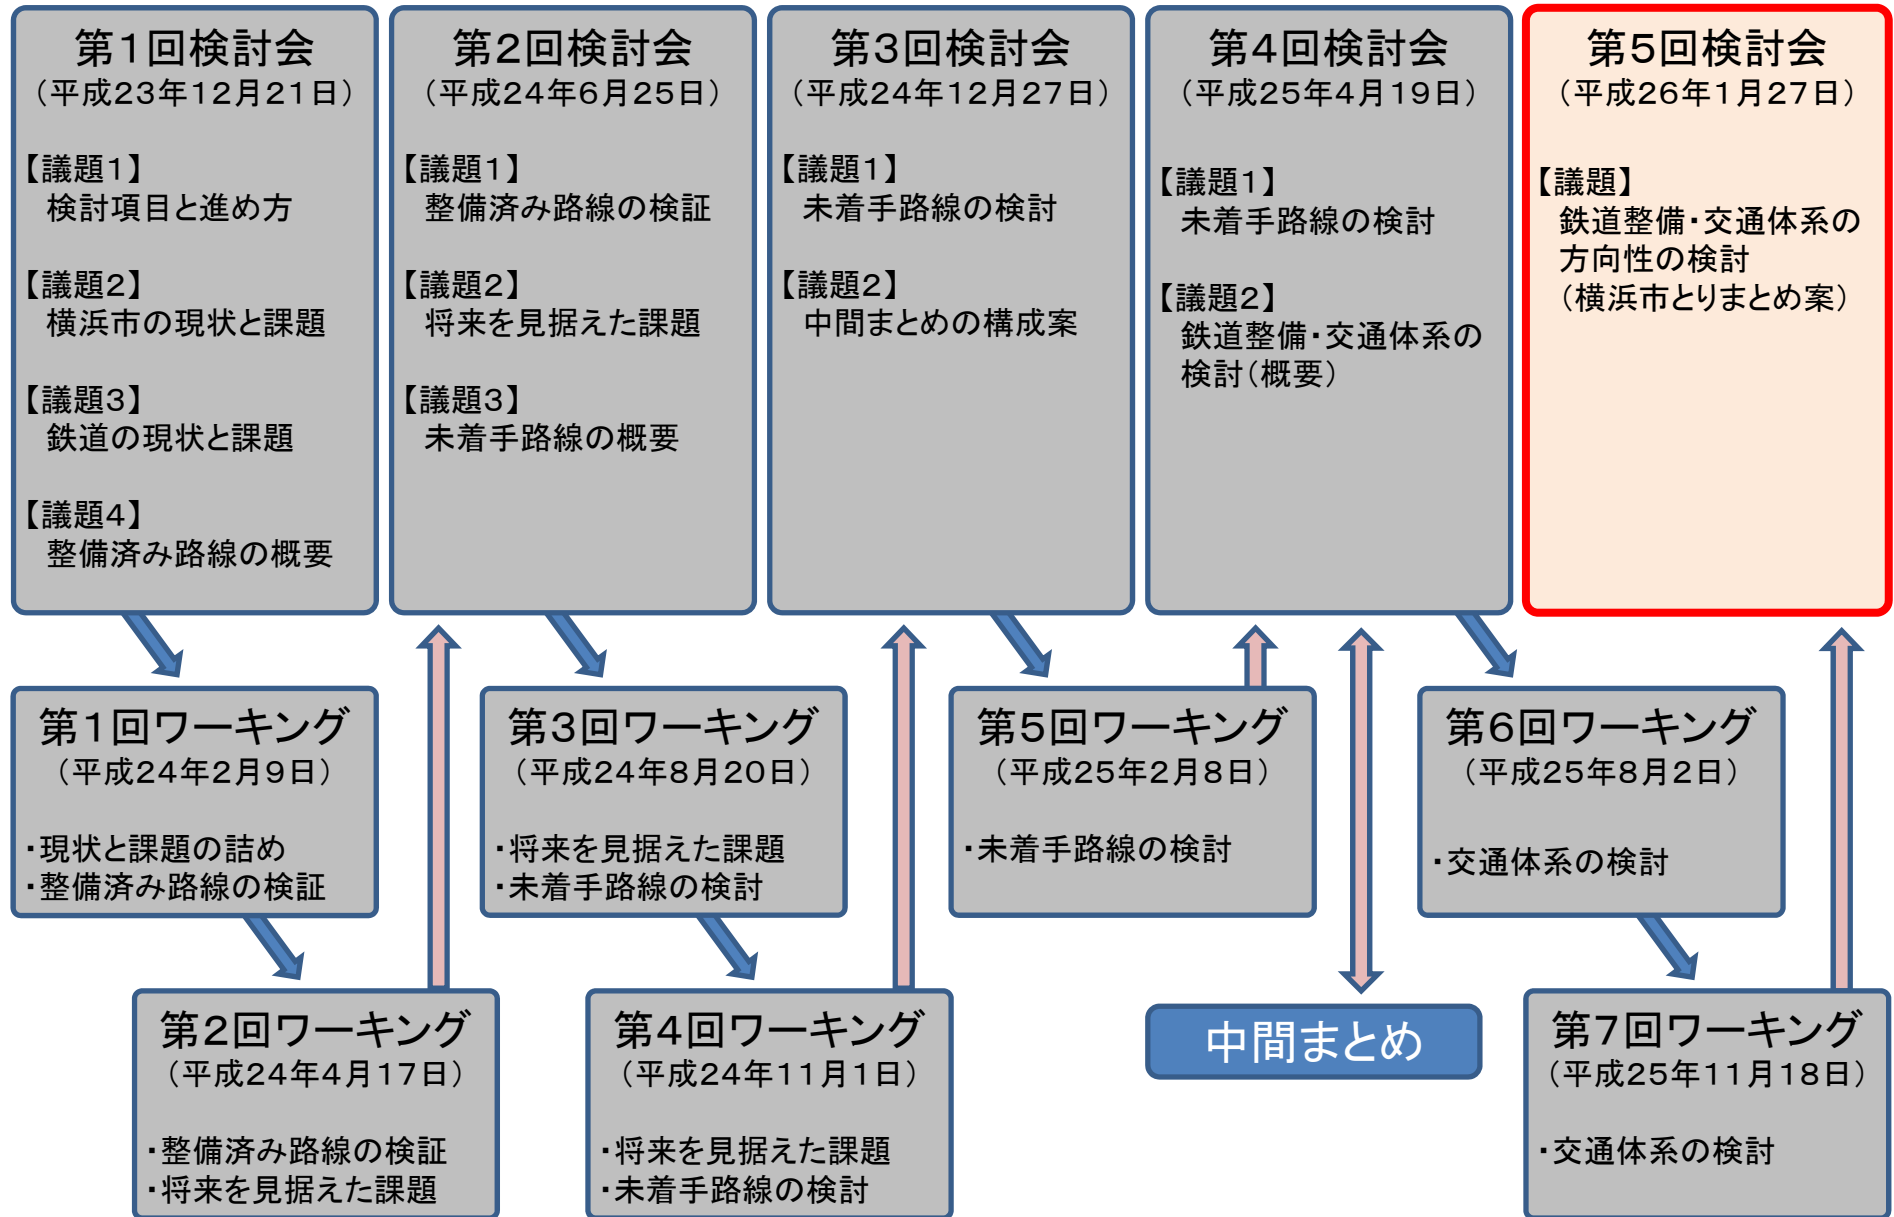 第1回検討会
（平成23年12月21日）
【議題1】
検討項目と進め方
【議題2】
横浜市の現状と課題
【議題3】
鉄道の現状と課題
【議題4】
整備済み路線の概要
第2回検討会
（平成24年6月25日）
【議題1】
整備済み路線の検証
【議題2】
将来を見据えた課題
【議題3】
未着手路線の概要
第3回検討会
（平成24年12月27日）
【議題1】
未着手路線の検討
【議題2】
中間まとめの構成案
第4回検討会
（平成25年4月19日）
【議題1】
未着手路線の検討
【議題2】
鉄道整備・交通体系の
検討（概要）
第5回検討会
（平成26年1月27日）
【議題】
鉄道整備・交通体系の
方向性の検討
（横浜市とりまとめ案）
第1回ワーキング
（平成24年2月9日）
・現状と課題の詰め
・整備済み路線の検証
第3回ワーキング
（平成24年8月20日）
・将来を見据えた課題
・未着手路線の検討
第5回ワーキング
（平成25年2月8日）
・未着手路線の検討
第6回ワーキング
（平成25年8月2日）
・交通体系の検討
第2回ワーキング
（平成24年4月17日）
・整備済み路線の検証
・将来を見据えた課題
第4回ワーキング
（平成24年11月1日）
・将来を見据えた課題
・未着手路線の検討
中間まとめ
第7回ワーキング
（平成25年11月18日）
・交通体系の検討